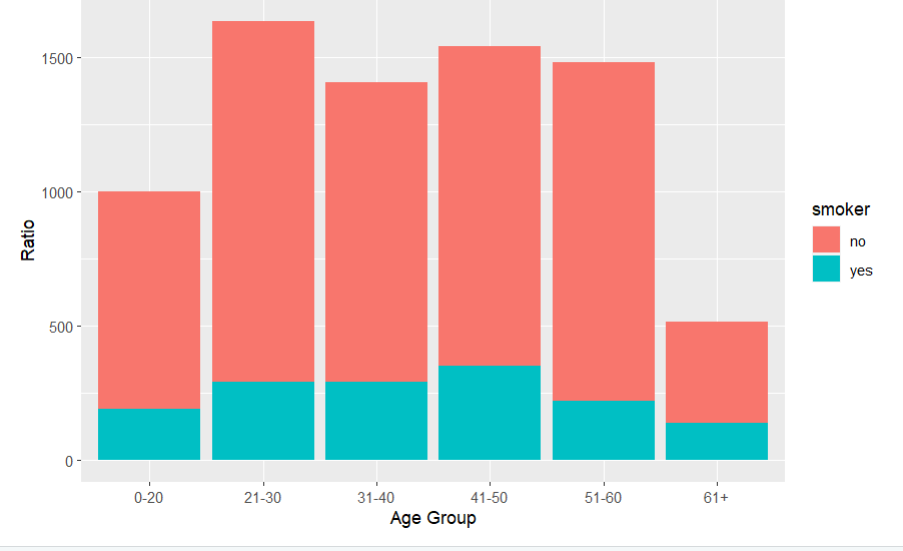 1500
1000
500
0
Ratio
0-20 21-30 31-40 41-50 51-60 61+
Age Group
smoker
no
yes